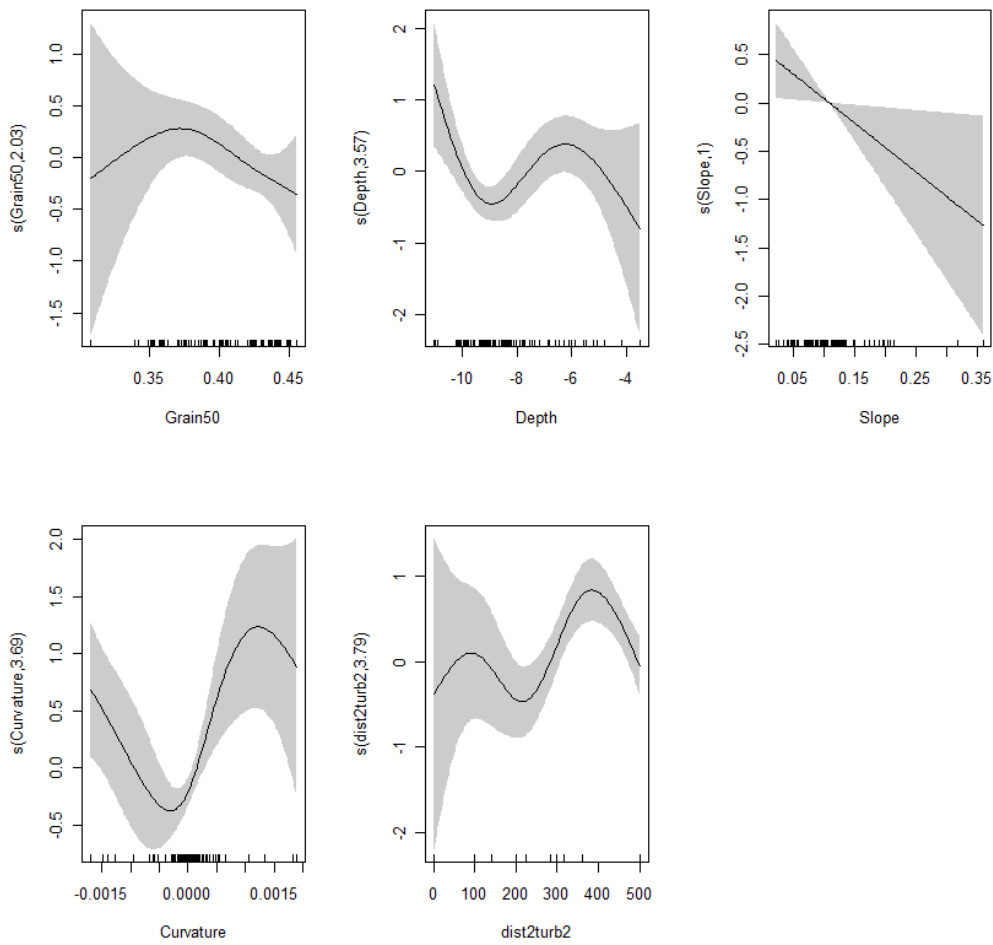 s(Grain50,2.03)
1.0
0.5
0.0
-0.5
-1.0
-1.5
0.35 0.40 0.45
Grain50
s(Depth,3.57)
2
1
0
-1
-2
-10 -8 -6 -4
Depth
s(Slope,1)
0.5
0.0
-0.5
-1.0
-1.5
-2.0
-2.5
0.05 0.15 0.25 0.35
Slope
s(Curvature,3.69)
2.0
1.5
1.0
0.5
0.0
-0.5
-0.0015 0.0000 0.0015
Curvature
s(dist2turb2,3.79)
1
0
-1
-2
0 100 200 300 400 500
dist2turb2